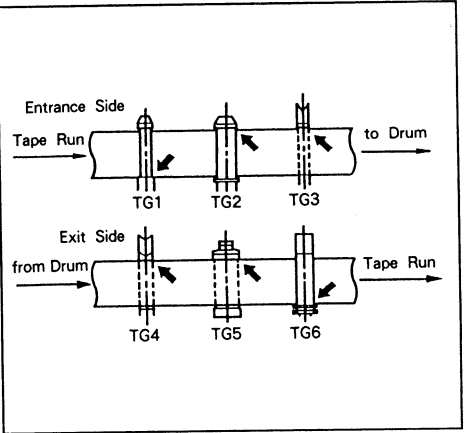 Entrance Side
Tape Run
to Drum
TG1 TG2 TG3
Exit Side
from Drum
Tape Run
TG4 TG5 TG6